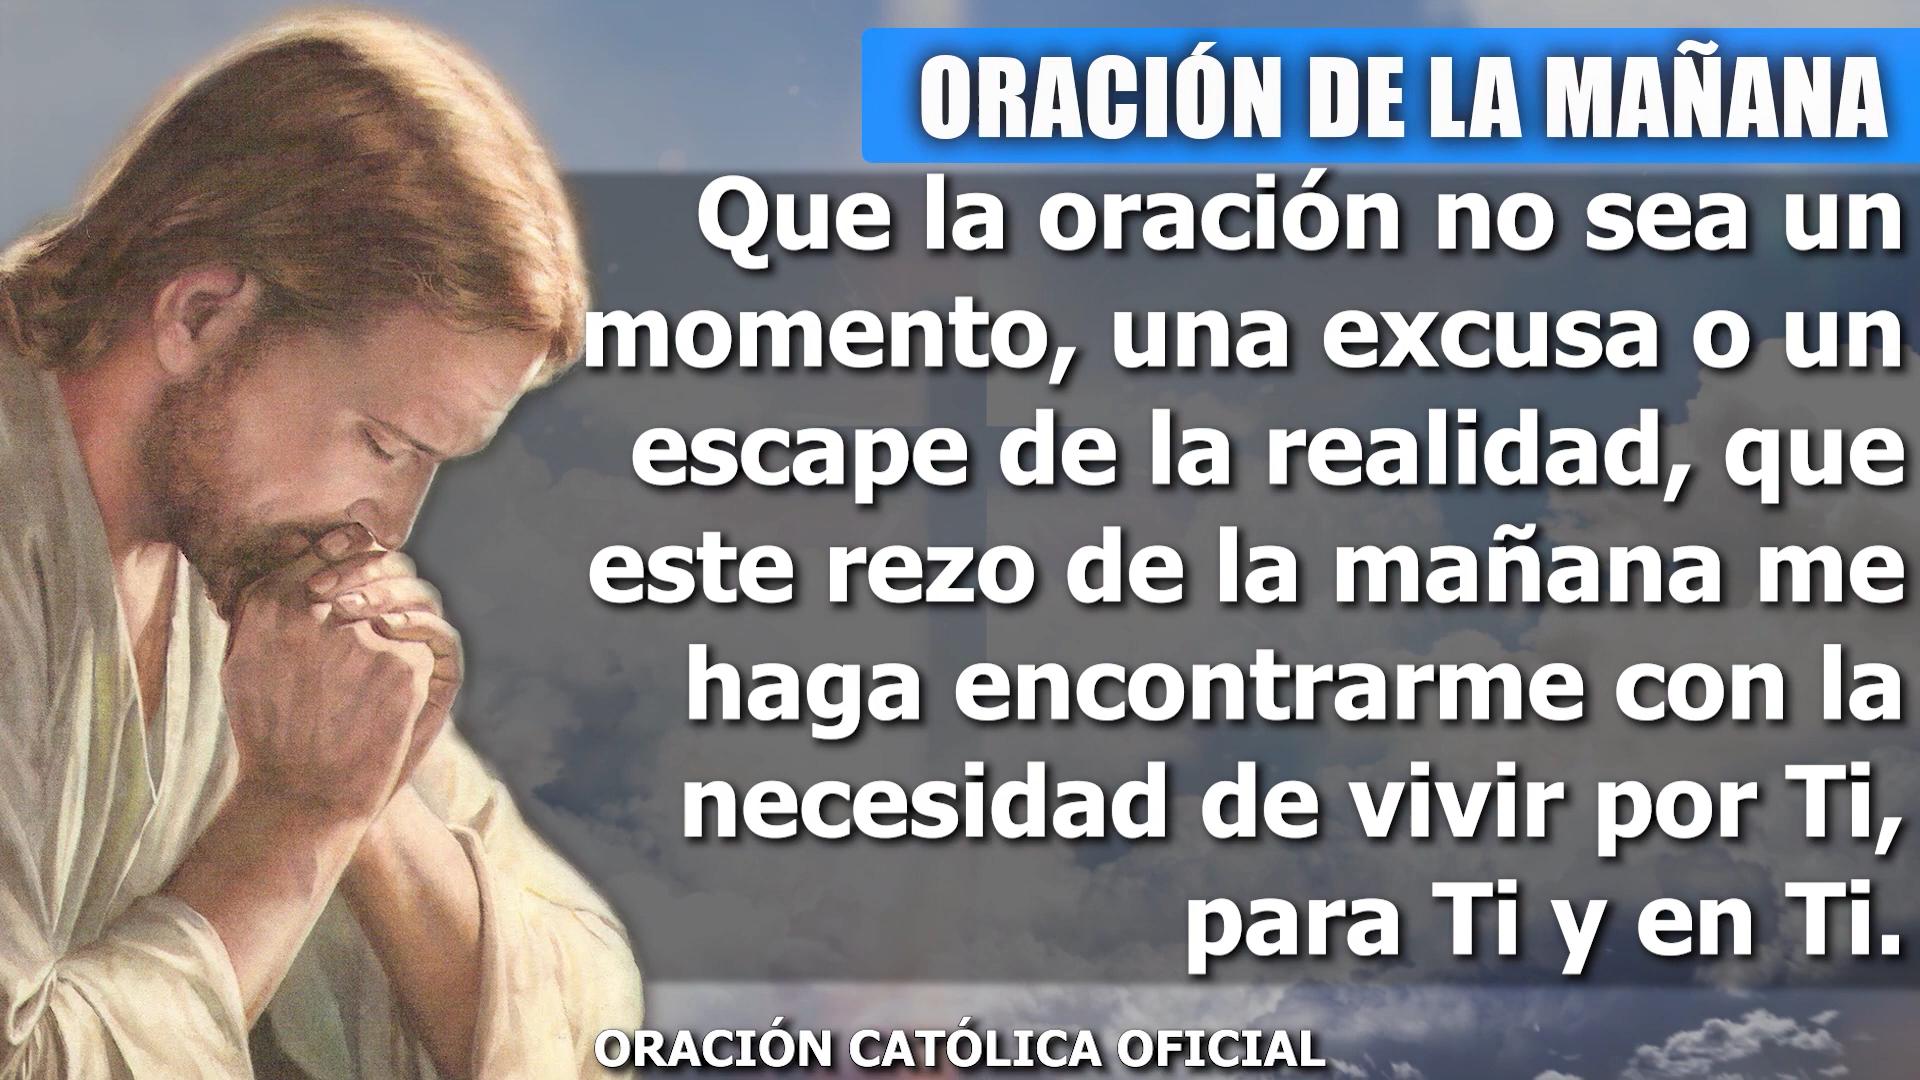 ORACIÓN DE LA MAÑANA
Que la oración no sea un
momento, una excusa o un
escape de la realidad, que
este rezo de la mañana me
haga encontrarme con la
necesidad de vivir por Ti,
para Ti y en Ti.
ORACIÓN CATÓLICA OFICIAL